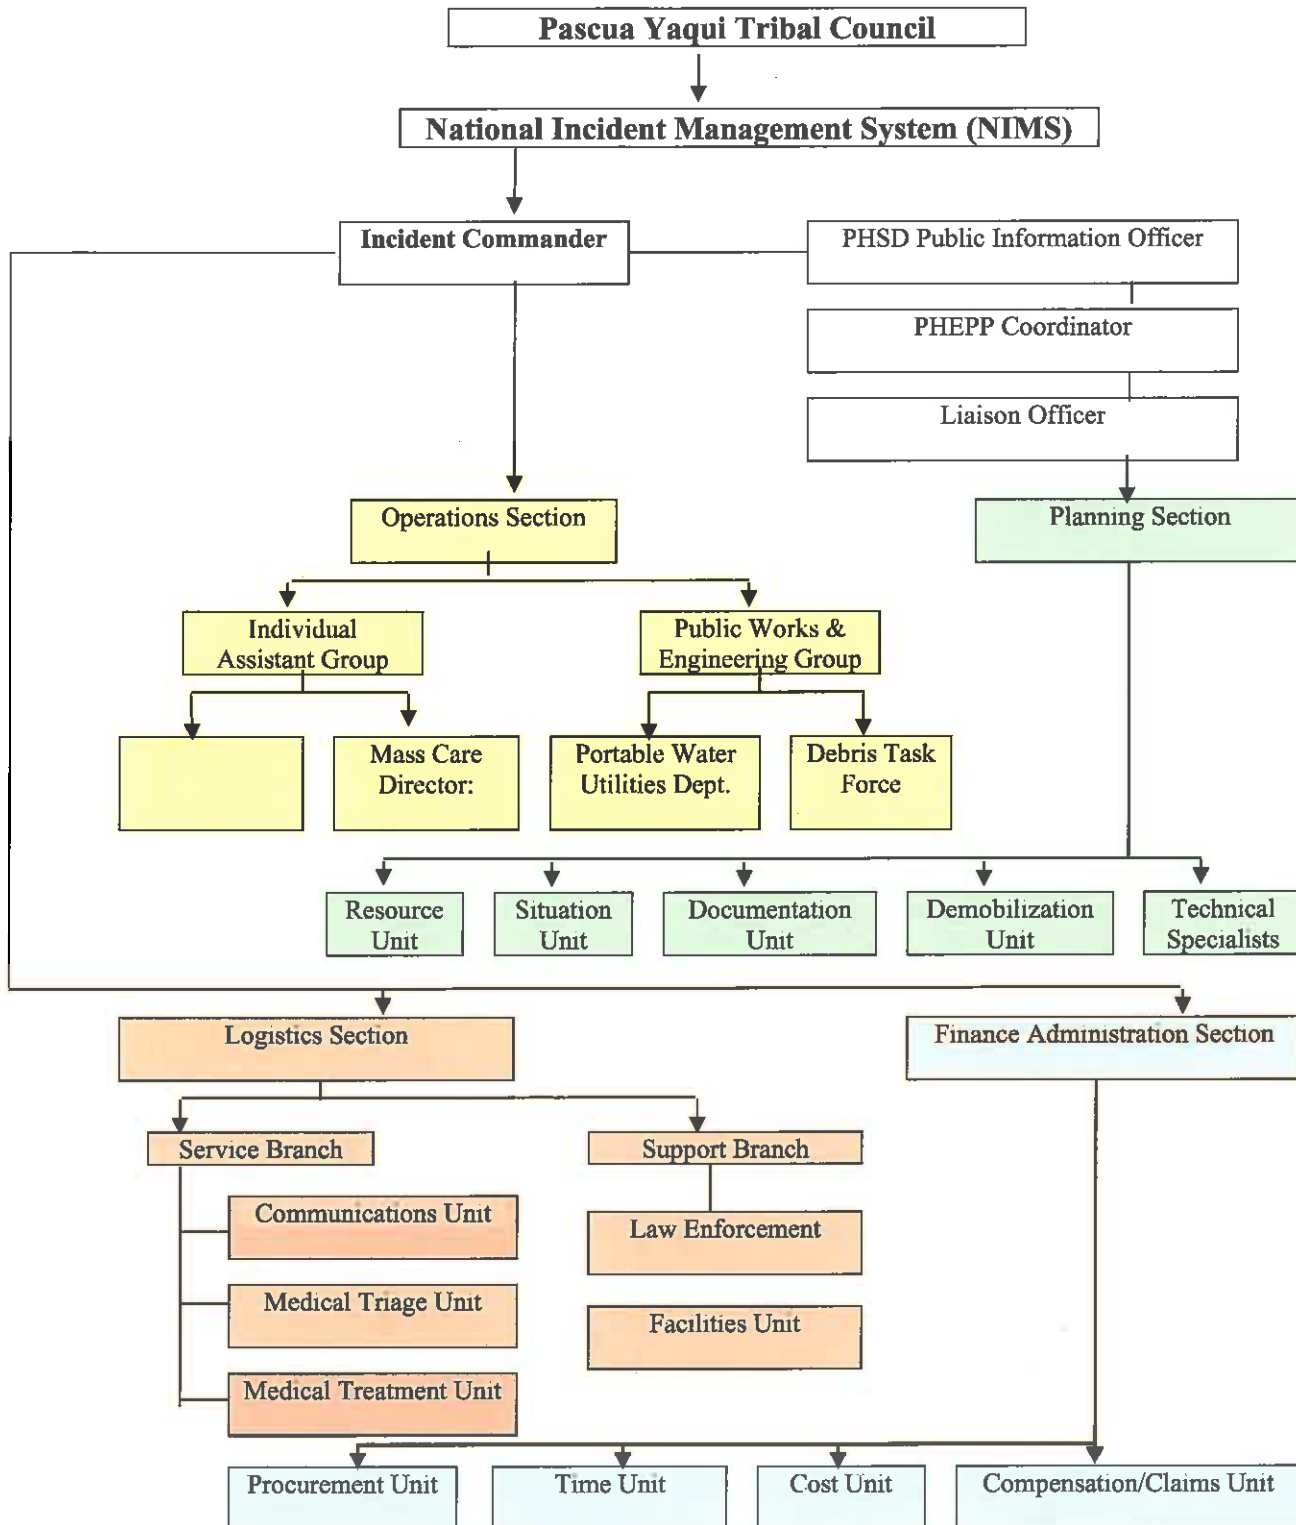 Pascua Yaqui Tribal Council
National Incident Management System (NIMS)
Incident Commander
PHSD Public Information Officer
PHEPP Coordinator
Liaison Officer
Operations Section
Planning Section
Individual
Assistant Group
Public Works &
Engineering Group
Mass Care
Director:
Portable Water
Utilities Dept.
Debris Task
Force
Resource
Unit
Situation
Unit
Documentation
Unit
Demobilization
Unit
Technical
Specialists
Logistics Section
Finance Administration Section
Service Branch
Support Branch
Communications Unit
Law Enforcement
Medical Triage Unit
Facilities Unit
Medical Treatment Unit
Procurement Unit
Time Unit
Cost Unit
Compensation/Claims Unit